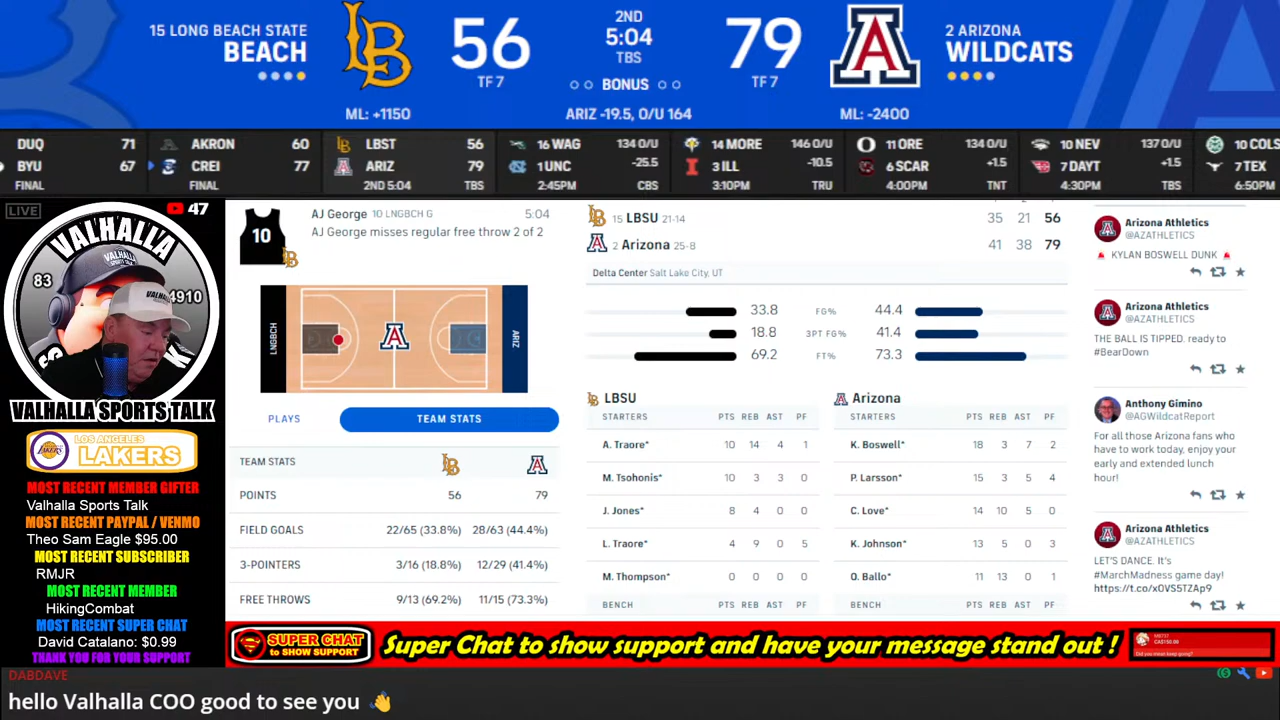 15 LONG BEACH STATE
BEACH
56
TF 7
2ND
5:04
TBS
BONUS
79
TF 7
2 ARIZONA
WILDCATS
ML: +1150
ARIZ -19.5, O/U 164
ML: -2400
DUQ 71
BYU 67
FINAL
AKRON 60
CREI 77
FINAL
LBST 56
ARIZ 79
2ND 5:04 TBS
16 WAG 134 O/U
1 UNC -25.5
2:45PM CBS
14 MORE 146 O/U
3 ILL -10.5
3:10PM TRU
11 ORE 134 O/U
6 SCAR +1.5
4:00PM TNT
10 NEV 137 O/U
7 DAYT +1.5
4:30PM TBS
10 COLS
7 TEX
6:50PM
LIVE
47
VALHALLA
83
4910
VALHALLA SPORTS TALK
LOS ANGELES
LAKERS
MOST RECENT MEMBER GIFTER
Valhalla Sports Talk
MOST RECENT PAYPAL / VENMO
Theo Sam Eagle $95.00
MOST RECENT SUBSCRIBER
RMJR
MOST RECENT MEMBER
HikingCombat
MOST RECENT SUPER CHAT
David Catalano: $0.99
THANK YOU FOR YOUR SUPPORT
10
AJ George 10 LNGBCH G 5:04
AJ George misses regular free throw 2 of 2
LNGBCH
ARIZ
PLAYS
TEAM STATS
TEAM STATS
POINTS 56 79
FIELD GOALS 22/65 (33.8%) 28/63 (44.4%)
3-POINTERS 3/16 (18.8%) 12/29 (41.4%)
FREE THROWS 9/13 (69.2%) 11/15 (73.3%)
15 LBSU 21-14 35 21 56
2 Arizona 25-8 41 38 79
Delta Center Salt Lake City, UT
33.8 FG% 44.4
18.8 3PT FG% 41.4
69.2 FT% 73.3
LBSU
STARTERS PTS REB AST PF
A. Traore* 10 14 4 1
M. Tsohonis* 10 3 3 0
J. Jones* 8 4 0 0
L. Traore* 4 9 0 5
M. Thompson* 0 0 0 0
BENCH PTS REB AST PF
Arizona
STARTERS PTS REB AST PF
K. Boswell* 18 3 7 2
P. Larsson* 15 3 5 4
C. Love* 14 10 5 0
K. Johnson* 13 5 0 3
O. Ballo* 11 13 0 1
BENCH PTS REB AST PF
Arizona Athletics
@AZATHLETICS
KYLAN BOSWELL DUNK
Arizona Athletics
@AZATHLETICS
THE BALL IS TIPPED. ready to
#BearDown
Anthony Gimino
@AGWildcatReport
For all those Arizona fans who
have to work today, enjoy your
early and extended lunch
hour!
Arizona Athletics
@AZATHLETICS
LET'S DANCE. It's
#MarchMadness game day!
https://t.co/xOVS5TZAp9
SUPER CHAT
to SHOW SUPPORT
Super Chat to show support and have your message stand out !
Did you mean keep going?
DABDAVE
hello Valhalla COO good to see you